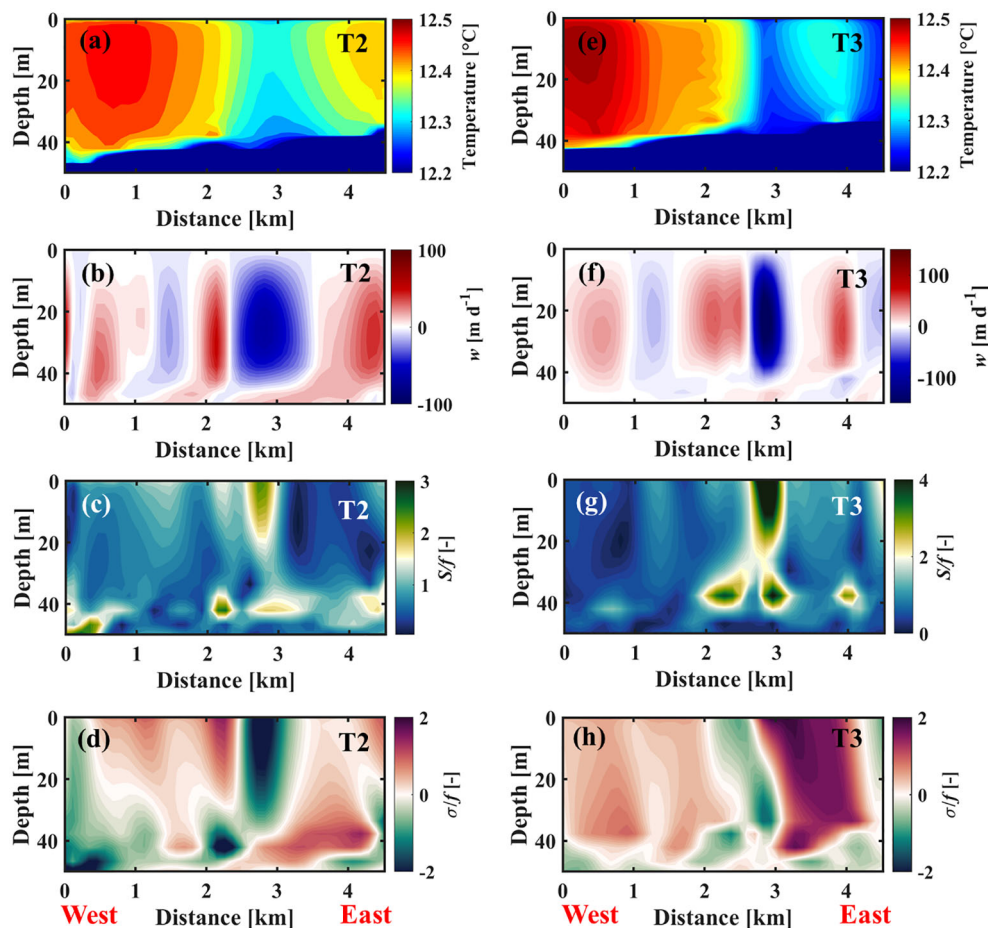 (a) T2
0
20
40
Depth [m]
0 1 2 3 4
Distance [km]
12.5
12.4
12.3
12.2
Temperature [°C]
(e) T3
0
20
40
Depth [m]
0 1 2 3 4
Distance [km]
12.5
12.4
12.3
12.2
Temperature [°C]
(b) T2
0
20
40
Depth [m]
0 1 2 3 4
Distance [km]
100
50
0
-50
-100
w [m d⁻¹]
(f) T3
0
20
40
Depth [m]
0 1 2 3 4
Distance [km]
100
50
0
-50
-100
w [m d⁻¹]
(c) T2
0
20
40
Depth [m]
0 1 2 3 4
Distance [km]
3
2
1
S/f [-]
(g) T3
0
20
40
Depth [m]
0 1 2 3 4
Distance [km]
4
2
0
S/f [-]
(d) T2
0
20
40
Depth [m]
0 1 2 3 4
West Distance [km] East
2
0
-2
σ/f [-]
(h) T3
0
20
40
Depth [m]
0 1 2 3 4
West Distance [km] East
2
0
-2
σ/f [-]